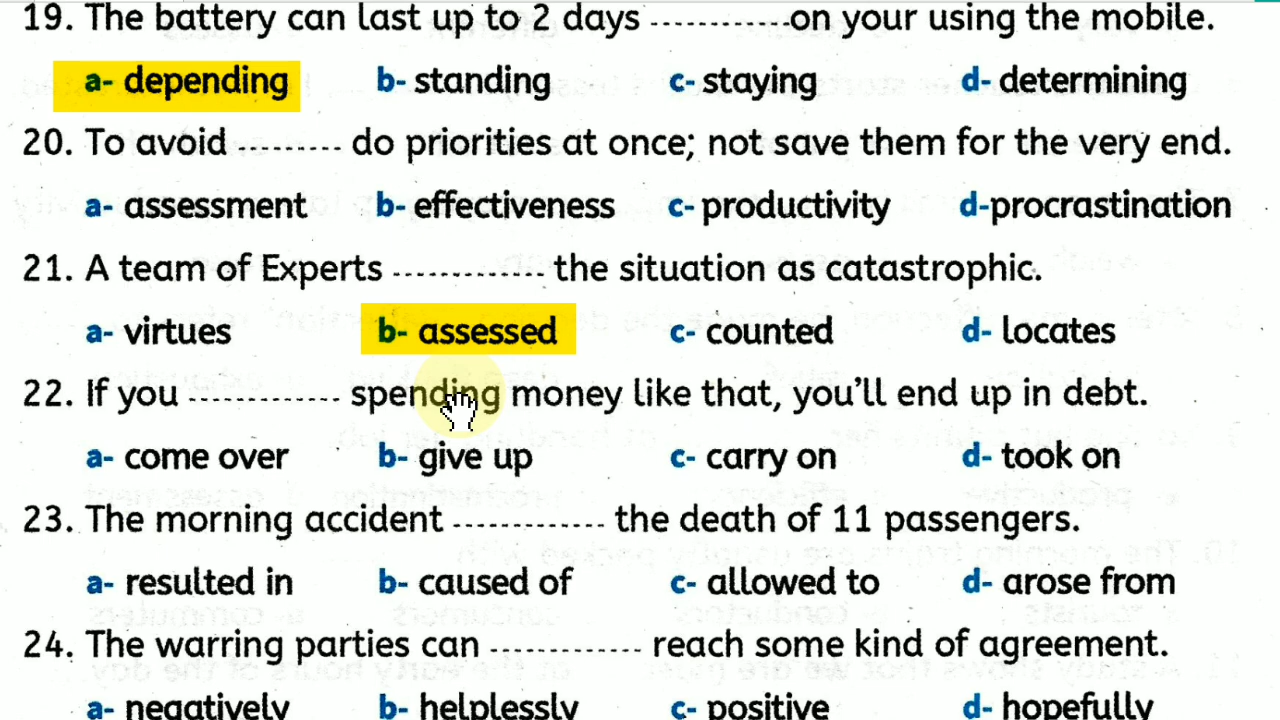 19. The battery can last up to 2 days ............on your using the mobile.
a- depending b- standing c- staying d- determining
20. To avoid ......... do priorities at once; not save them for the very end.
a- assessment b- effectiveness c- productivity d-procrastination
21. A team of Experts ............ the situation as catastrophic.
a- virtues b- assessed c- counted d- locates
22. If you ............ spending money like that, you'll end up in debt.
a- come over b- give up c- carry on d- took on
23. The morning accident ............ the death of 11 passengers.
a- resulted in b- caused of c- allowed to d- arose from
24. The warring parties can ............ reach some kind of agreement.
a- negatively b- helplessly c- positive d- hopefully